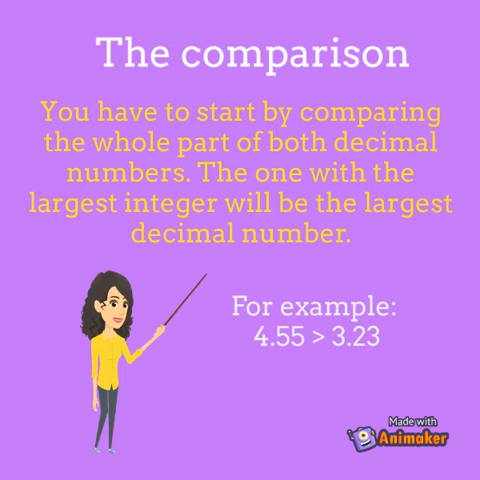 The comparison
You have to start by comparing
the whole part of both decimal
numbers. The one with the
largest integer will be the largest
decimal number.
For example:
4.55 > 3.23
Made with
Animaker